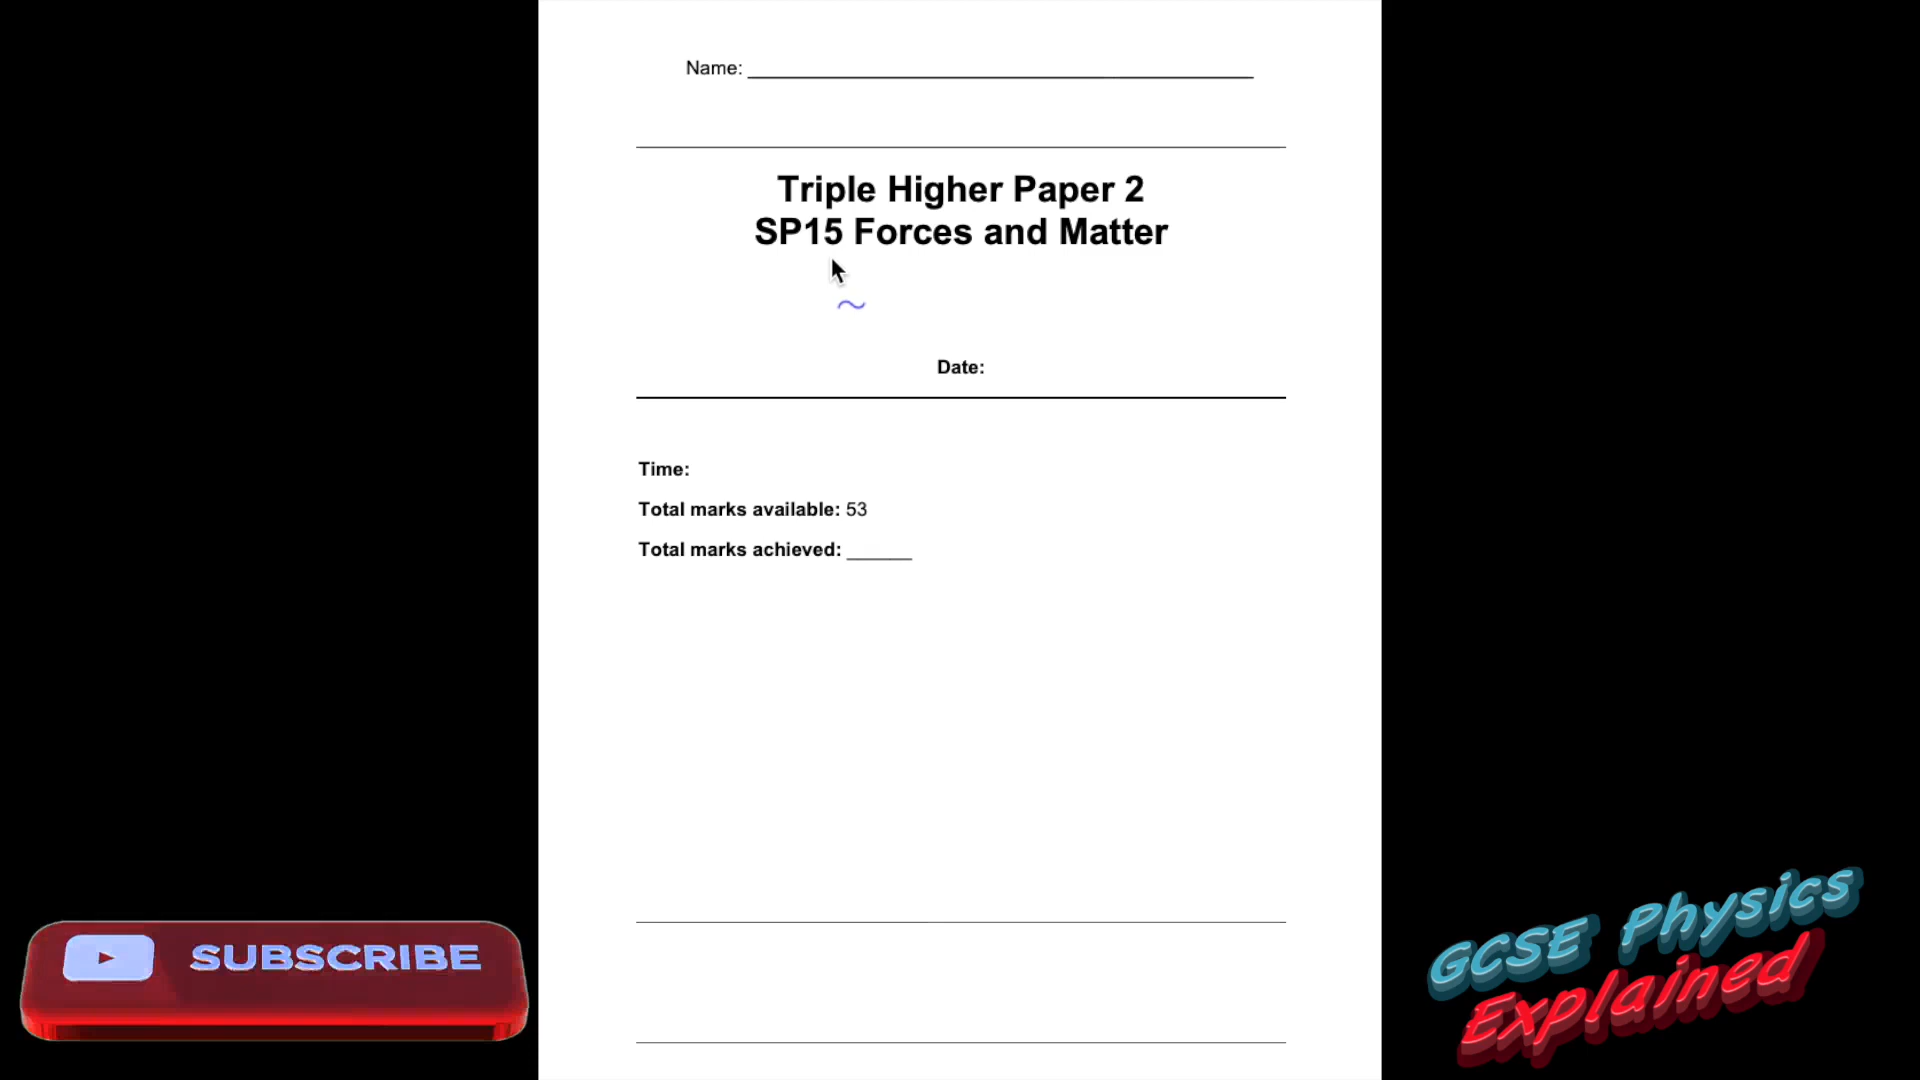 Name:
Triple Higher Paper 2
SP15 Forces and Matter
Date:
Time:
Total marks available: 53
Total marks achieved:
SUBSCRIBE
GCSE Physics
Explained